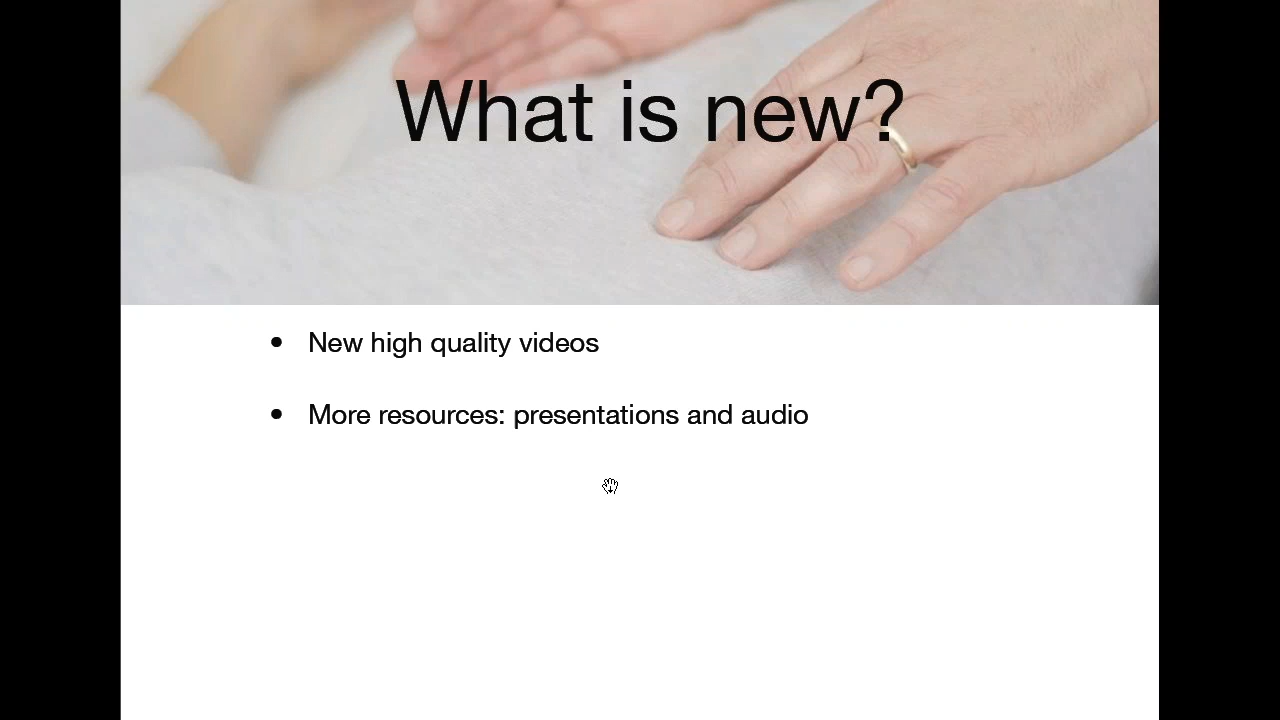 What is new?
• New high quality videos
• More resources: presentations and audio